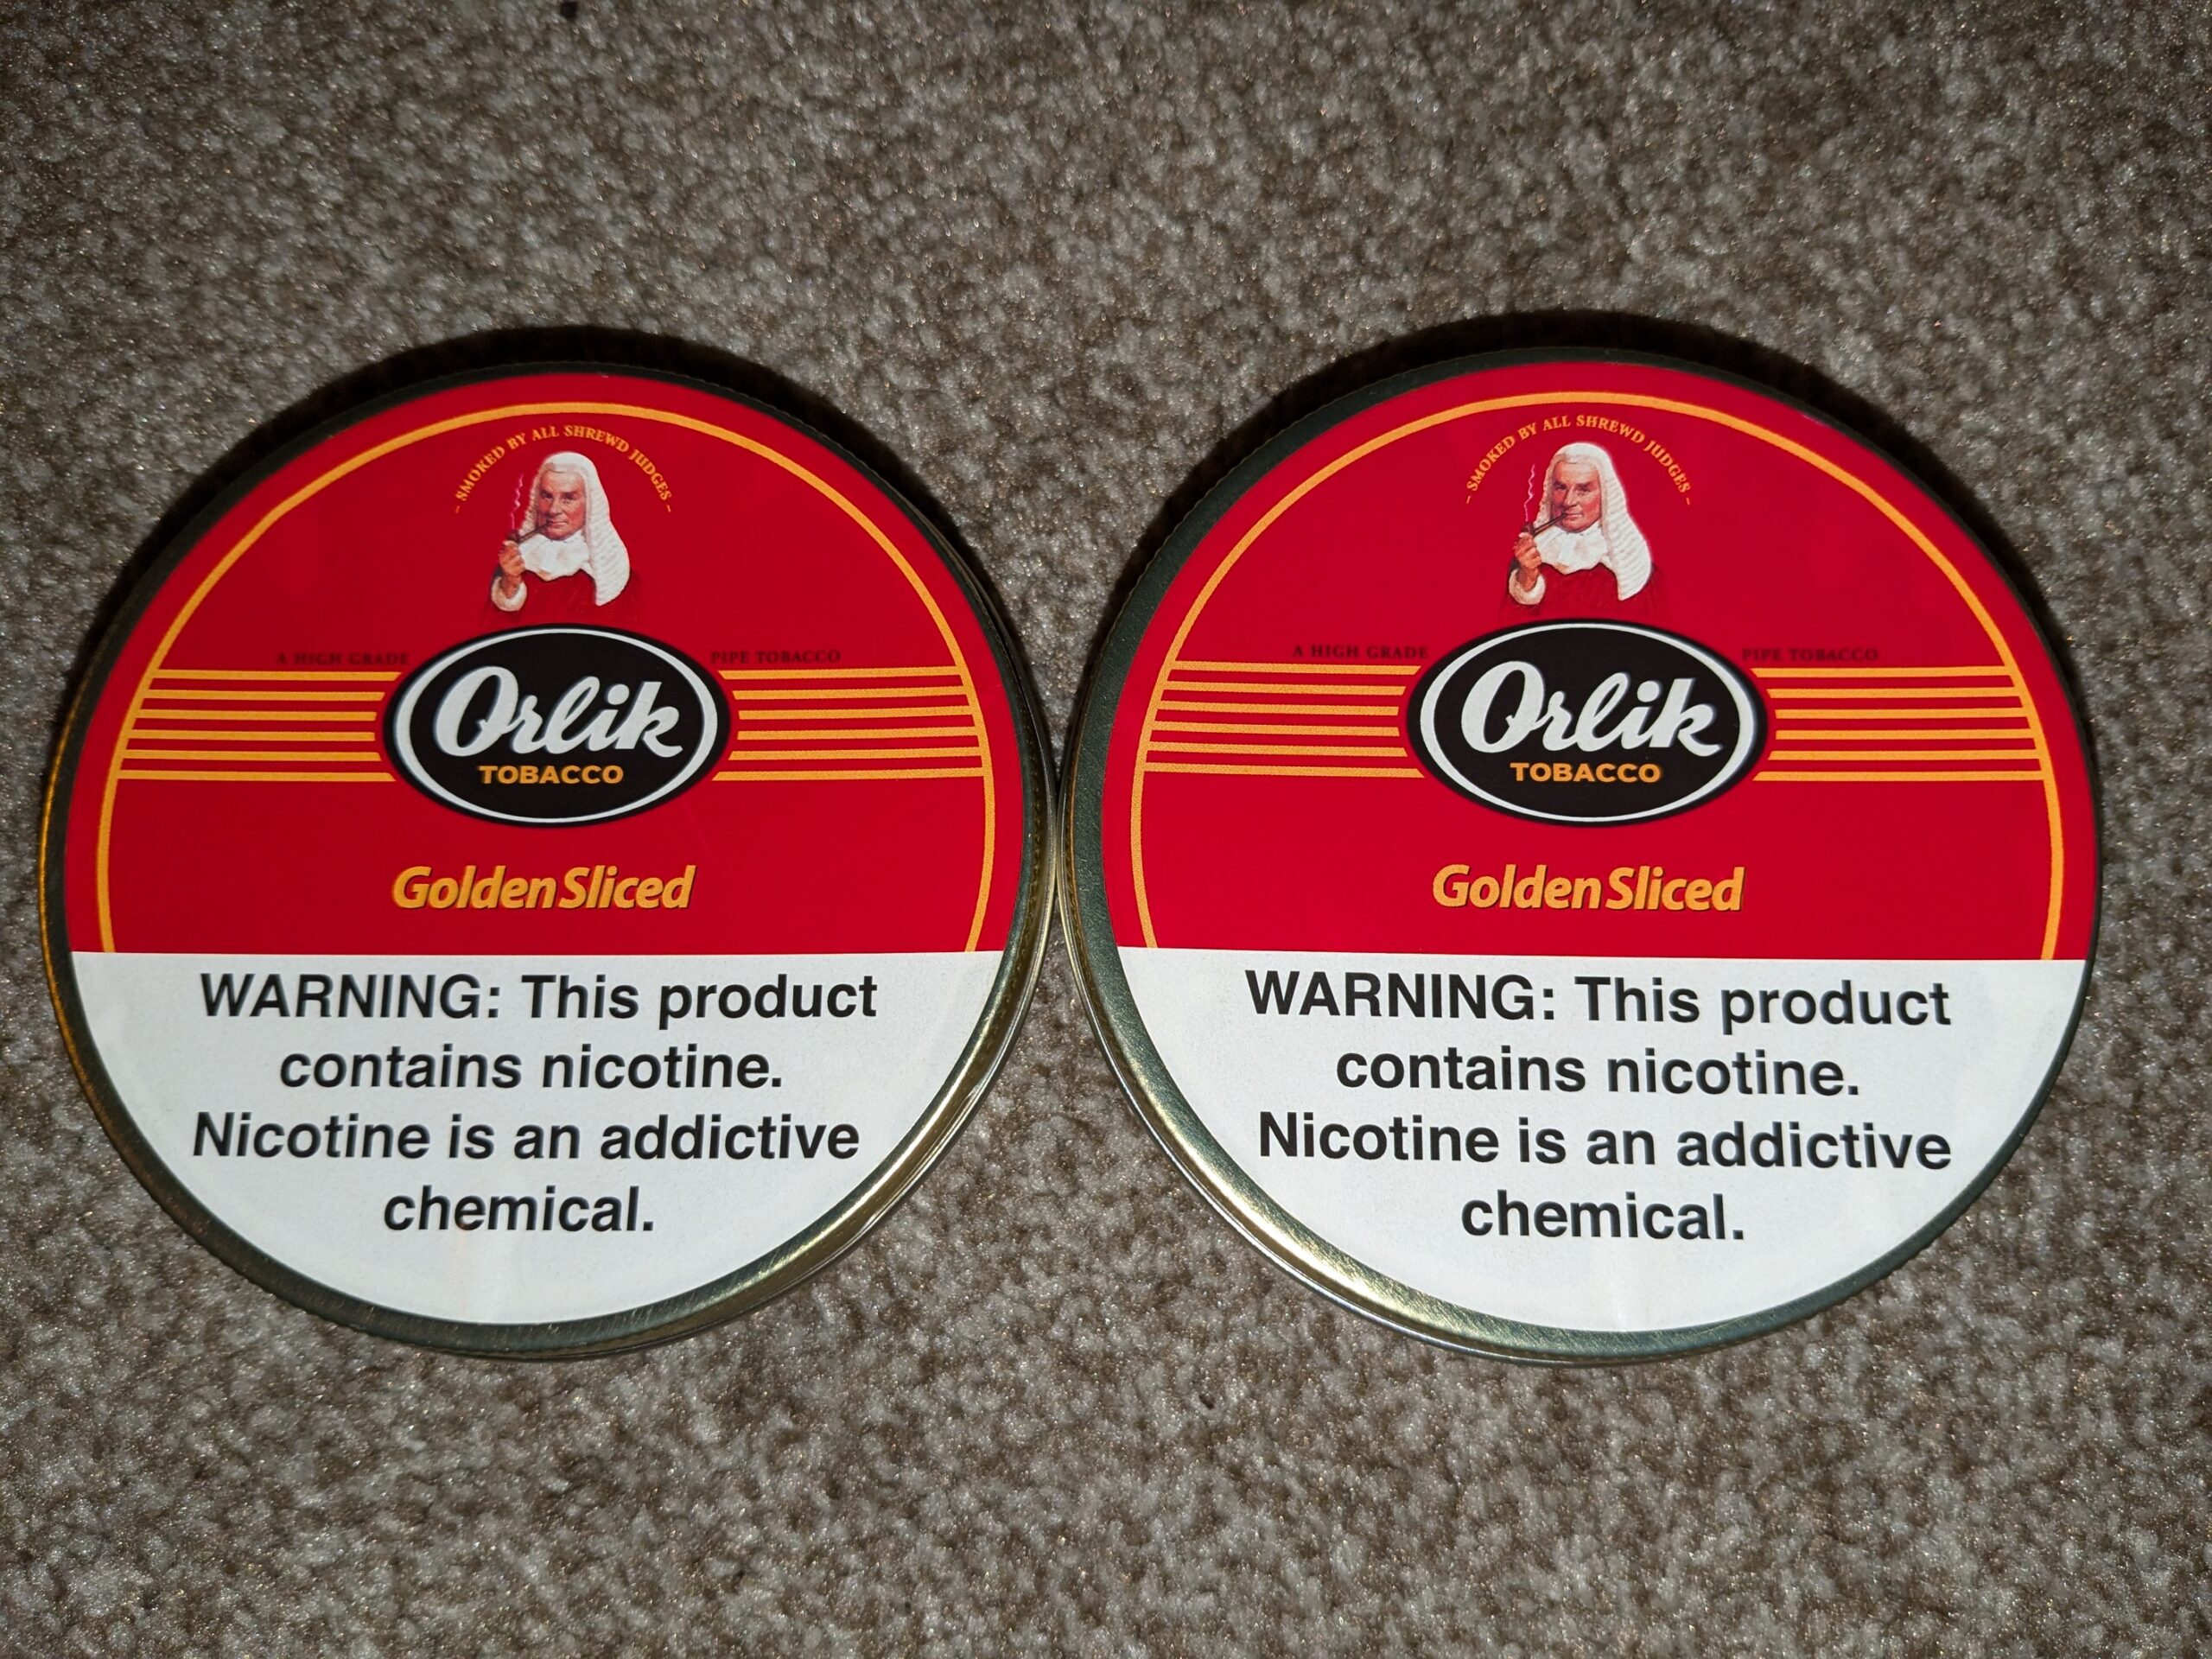 - SMOKED BY ALL SHREWD JUDGES -
A HIGH GRADE PIPE TOBACCO
Orlik
TOBACCO
Golden Sliced
WARNING: This product
contains nicotine.
Nicotine is an addictive
chemical.
- SMOKED BY ALL SHREWD JUDGES -
A HIGH GRADE PIPE TOBACCO
Orlik
TOBACCO
Golden Sliced
WARNING: This product
contains nicotine.
Nicotine is an addictive
chemical.